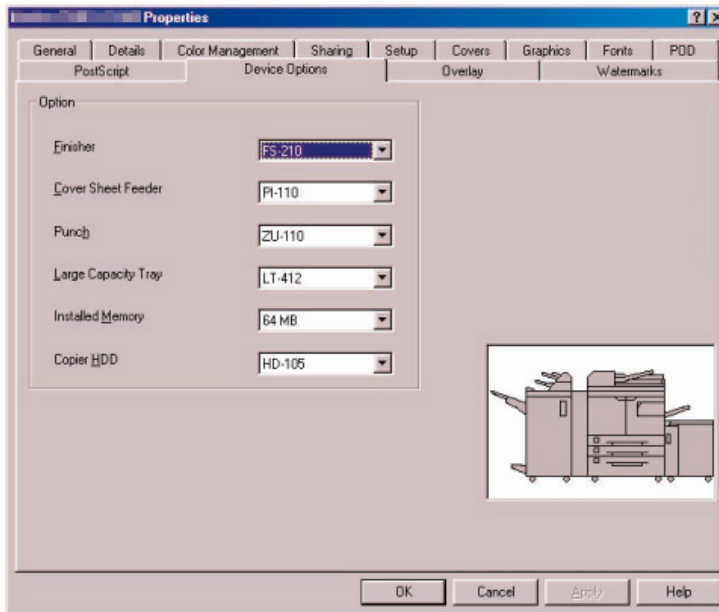 Properties
General Details Color Management Sharing Setup Covers Graphics Fonts POD
PostScript Device Options Overlay Watermarks
Option
Finisher FS-210
Cover Sheet Feeder PI-110
Punch ZU-110
Large Capacity Tray LT-412
Installed Memory 64 MB
Copier HDD HD-105
OK Cancel Apply Help